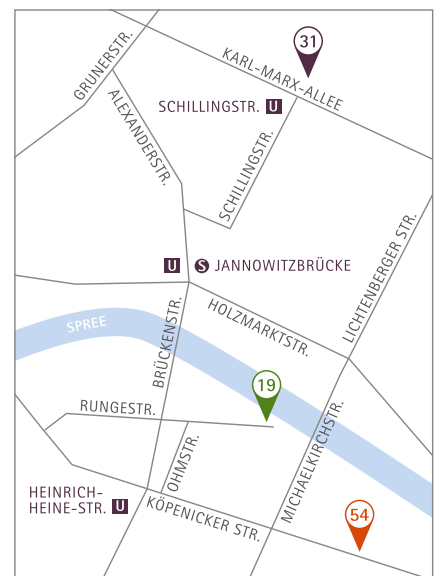 31
GRUNERSTR.
KARL-MARX-ALLEE
SCHILLINGSTR. U
ALEXANDERSTR.
SCHILLINGSTR.
LICHTENBERGER STR.
U S JANNOWITZBRÜCKE
HOLZMARKTSTR.
SPREE
BRÜCKENSTR.
19
RUNGESTR.
MICHAELKIRCHSTR.
OHMSTR.
HEINRICH-
HEINE-STR. U
KÖPENICKER STR.
54